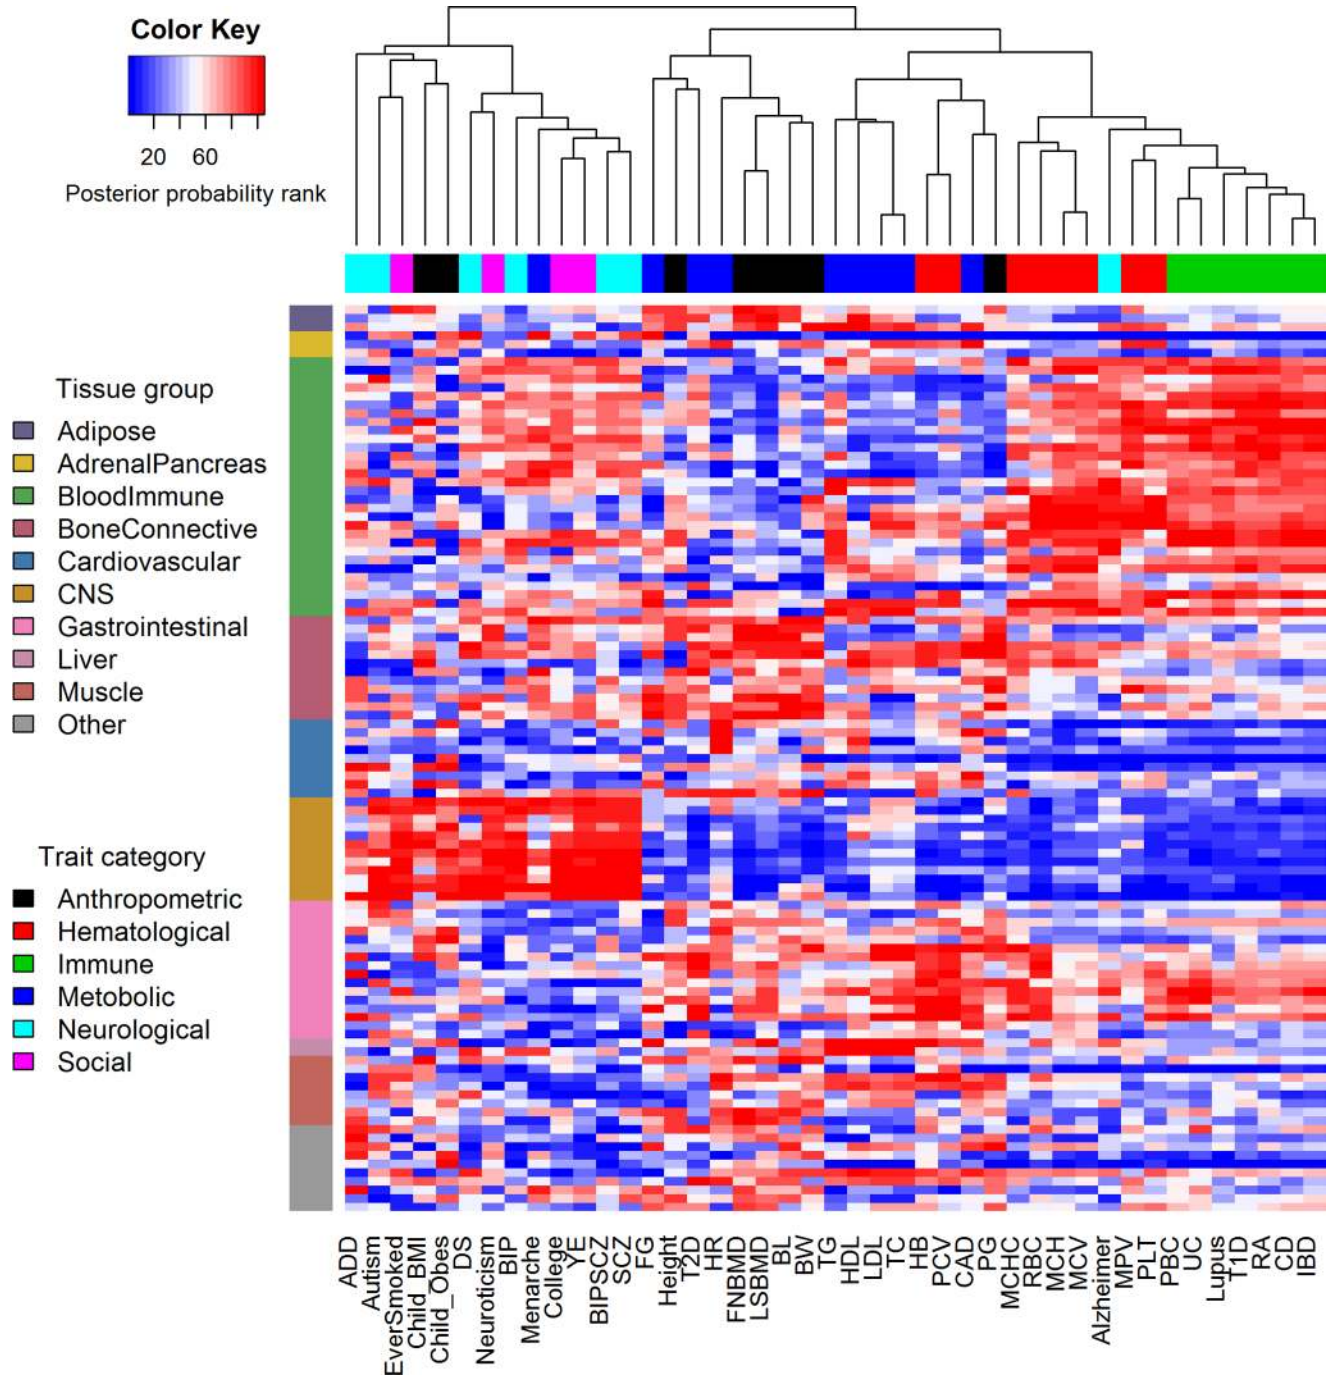 Color Key
20 60
Posterior probability rank
Tissue group
Adipose
AdrenalPancreas
BloodImmune
BoneConnective
Cardiovascular
CNS
Gastrointestinal
Liver
Muscle
Other
Trait category
Anthropometric
Hematological
Immune
Metobolic
Neurological
Social
ADD
Autism
EverSmoked
Child_BMI
Child_Obes
DS
Neuroticism
BIP
Menarche
College
YE
BIPSCZ
SCZ
FG
Height
T2D
HR
FNBMD
LSBMD
BL
BW
TG
HDL
LDL
TC
HB
PCV
CAD
PG
MCHC
RBC
MCH
MCV
Alzheimer
MPV
PLT
PBC
UC
Lupus
T1D
RA
CD
IBD